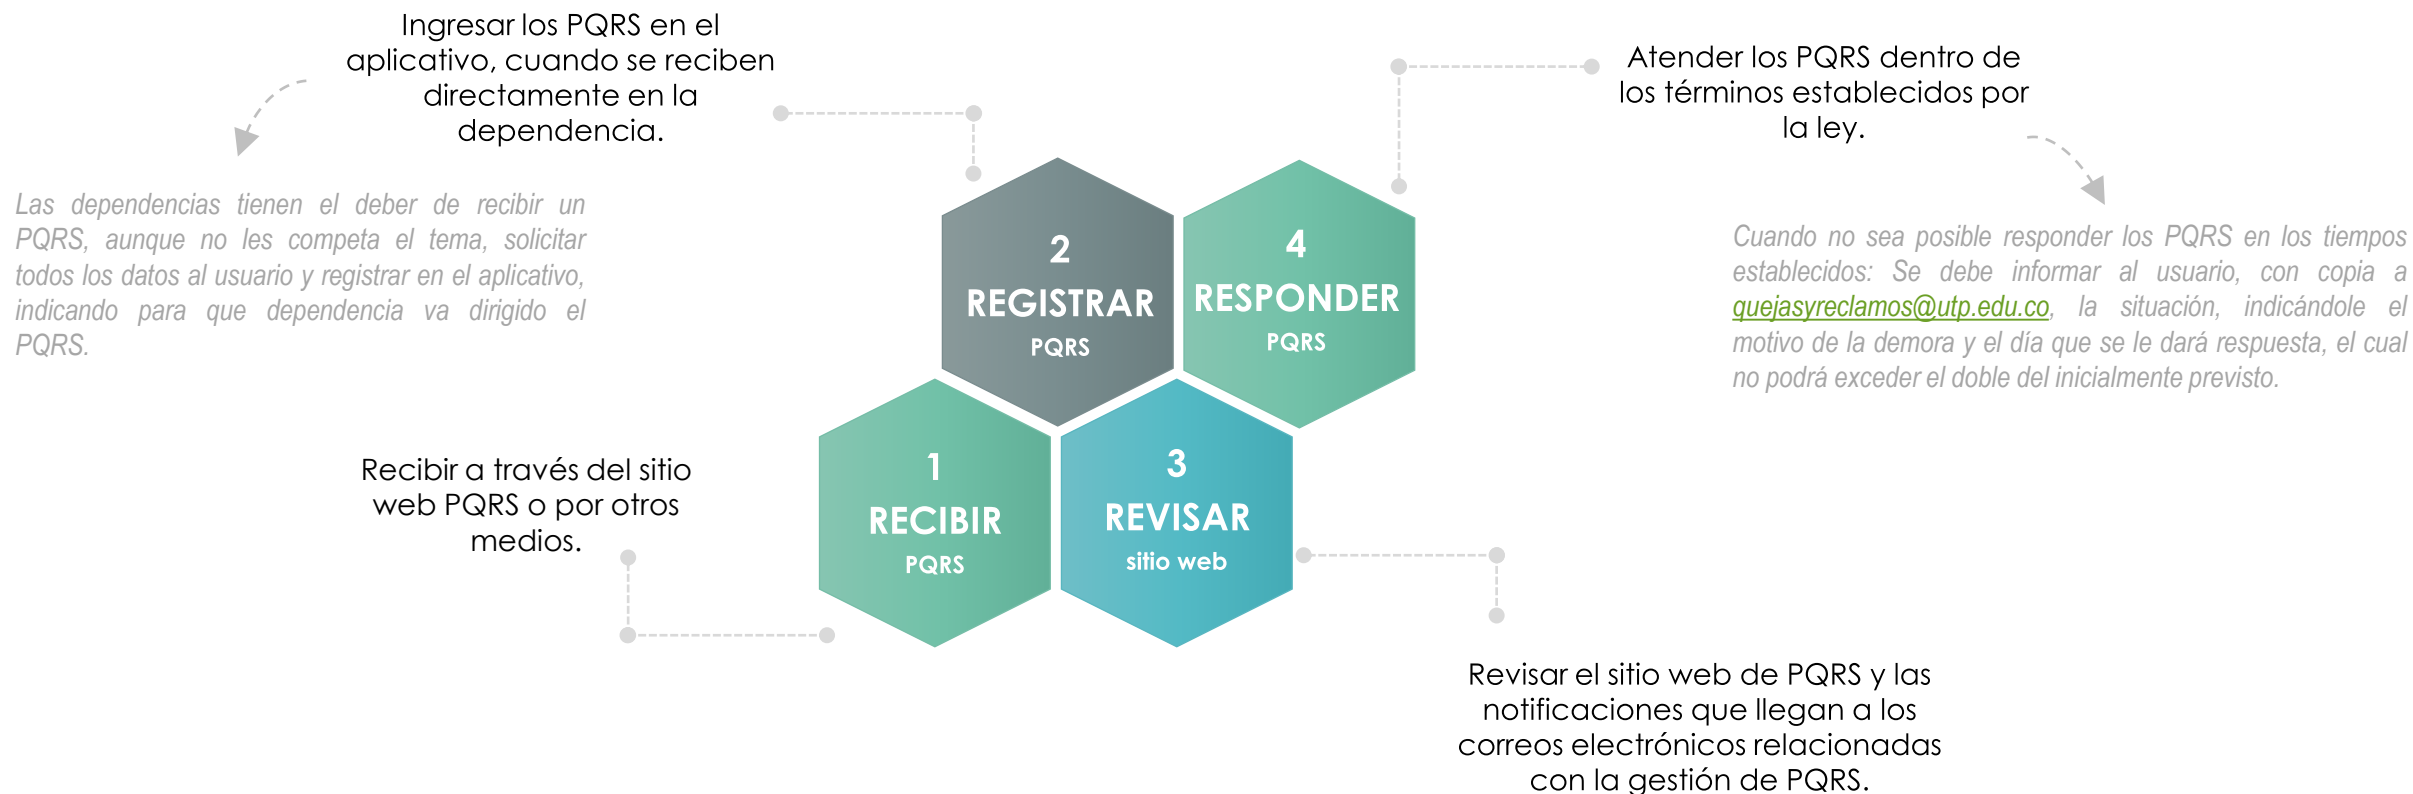 Ingresar los PQRS en el
aplicativo, cuando se reciben
directamente en la
dependencia.
Las dependencias tienen el deber de recibir un
PQRS, aunque no les competa el tema, solicitar
todos los datos al usuario y registrar en el aplicativo,
indicando para que dependencia va dirigido el
PQRS.
Recibir a través del sitio
web PQRS o por otros
medios.
1
RECIBIR
PQRS
2
REGISTRAR
PQRS
3
REVISAR
sitio web
4
RESPONDER
PQRS
Atender los PQRS dentro de
los términos establecidos por
la ley.
Cuando no sea posible responder los PQRS en los tiempos
establecidos: Se debe informar al usuario, con copia a
quejasyreclamos@utp.edu.co, la situación, indicándole el
motivo de la demora y el día que se le dará respuesta, el cual
no podrá exceder el doble del inicialmente previsto.
Revisar el sitio web de PQRS y las
notificaciones que llegan a los
correos electrónicos relacionadas
con la gestión de PQRS.